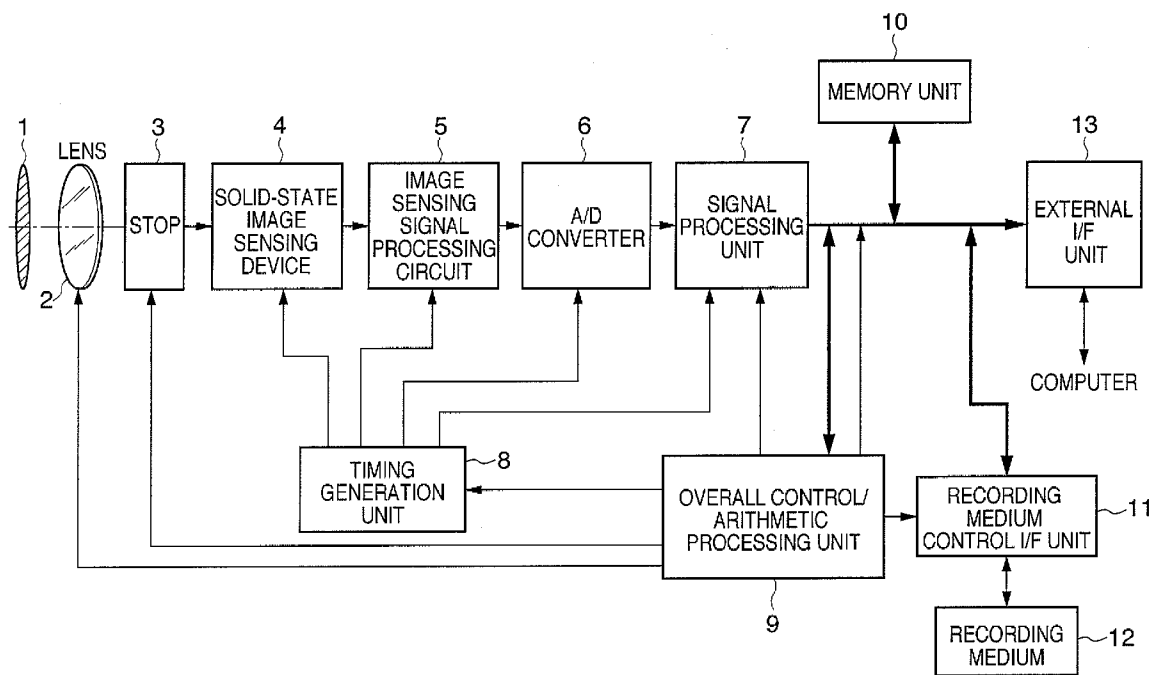 10
MEMORY UNIT
1
LENS
2
3
STOP
4
SOLID-STATE
IMAGE
SENSING
DEVICE
5
IMAGE
SENSING
SIGNAL
PROCESSING
CIRCUIT
6
A/D
CONVERTER
7
SIGNAL
PROCESSING
UNIT
13
EXTERNAL
I/F
UNIT
COMPUTER
8
TIMING
GENERATION
UNIT
OVERALL CONTROL/
ARITHMETIC
PROCESSING UNIT
9
RECORDING
MEDIUM
CONTROL I/F UNIT
11
RECORDING
MEDIUM
12